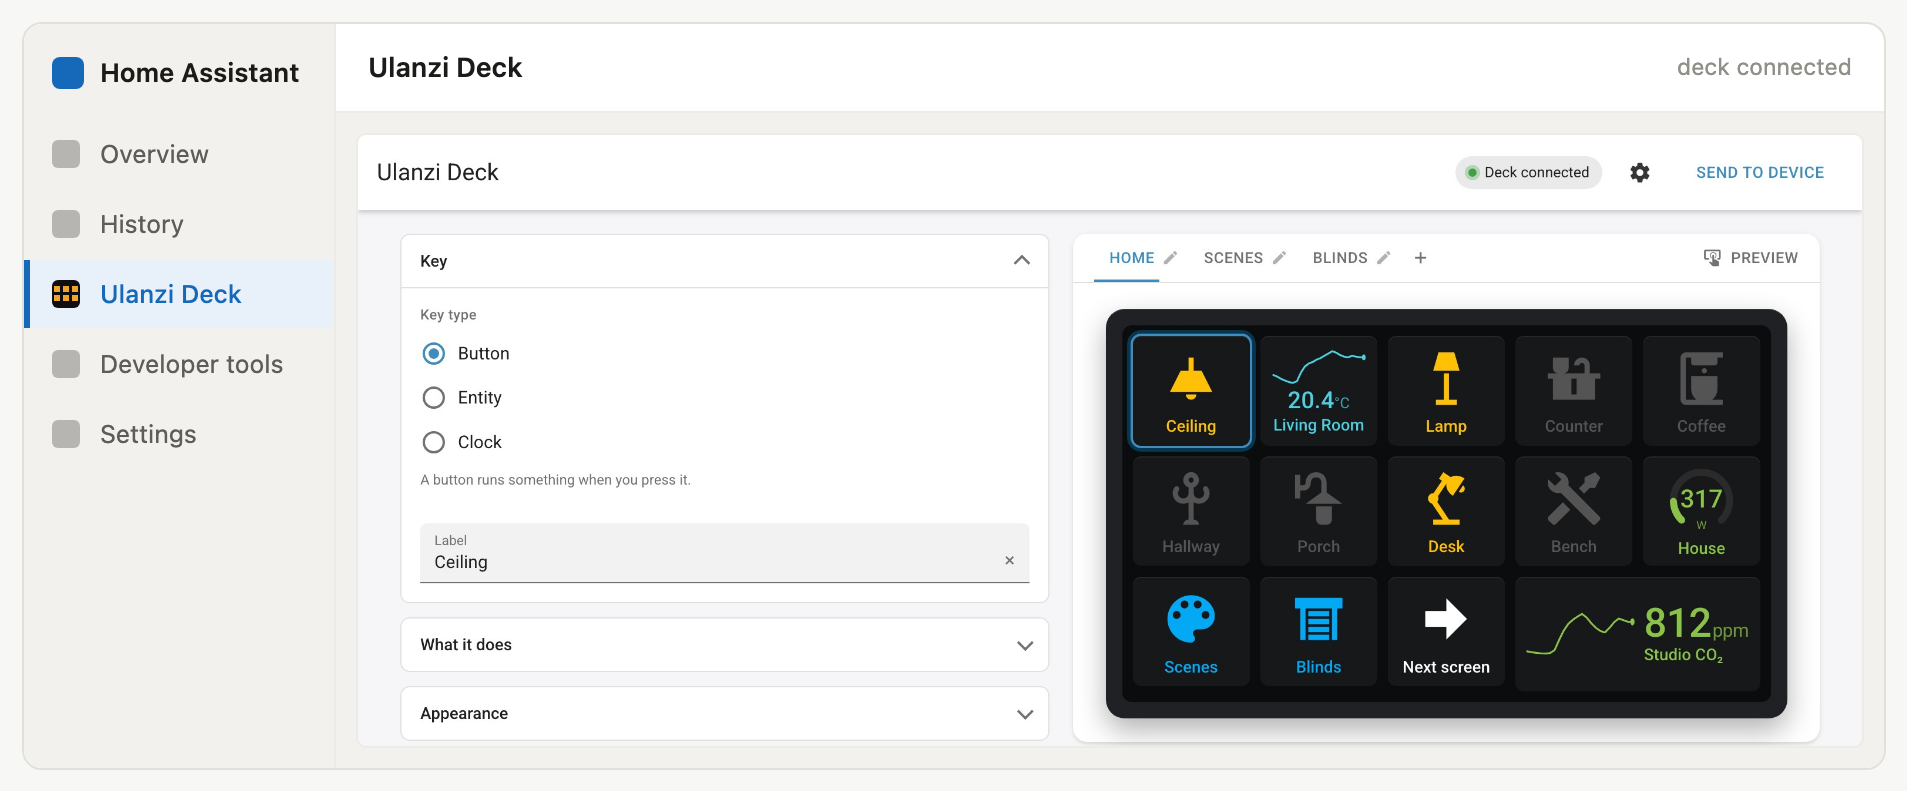 Home Assistant
Overview
History
Ulanzi Deck
Developer tools
Settings
Ulanzi Deck
deck connected
Ulanzi Deck
Deck connected
SEND TO DEVICE
Key
Key type
Button
Entity
Clock
A button runs something when you press it.
Label
Ceiling
×
What it does
Appearance
HOME
SCENES
BLINDS
+
PREVIEW
Ceiling
20.4°C
Living Room
Lamp
Counter
Coffee
Hallway
Porch
Desk
Bench
317
W
House
Scenes
Blinds
Next screen
812ppm
Studio CO₂